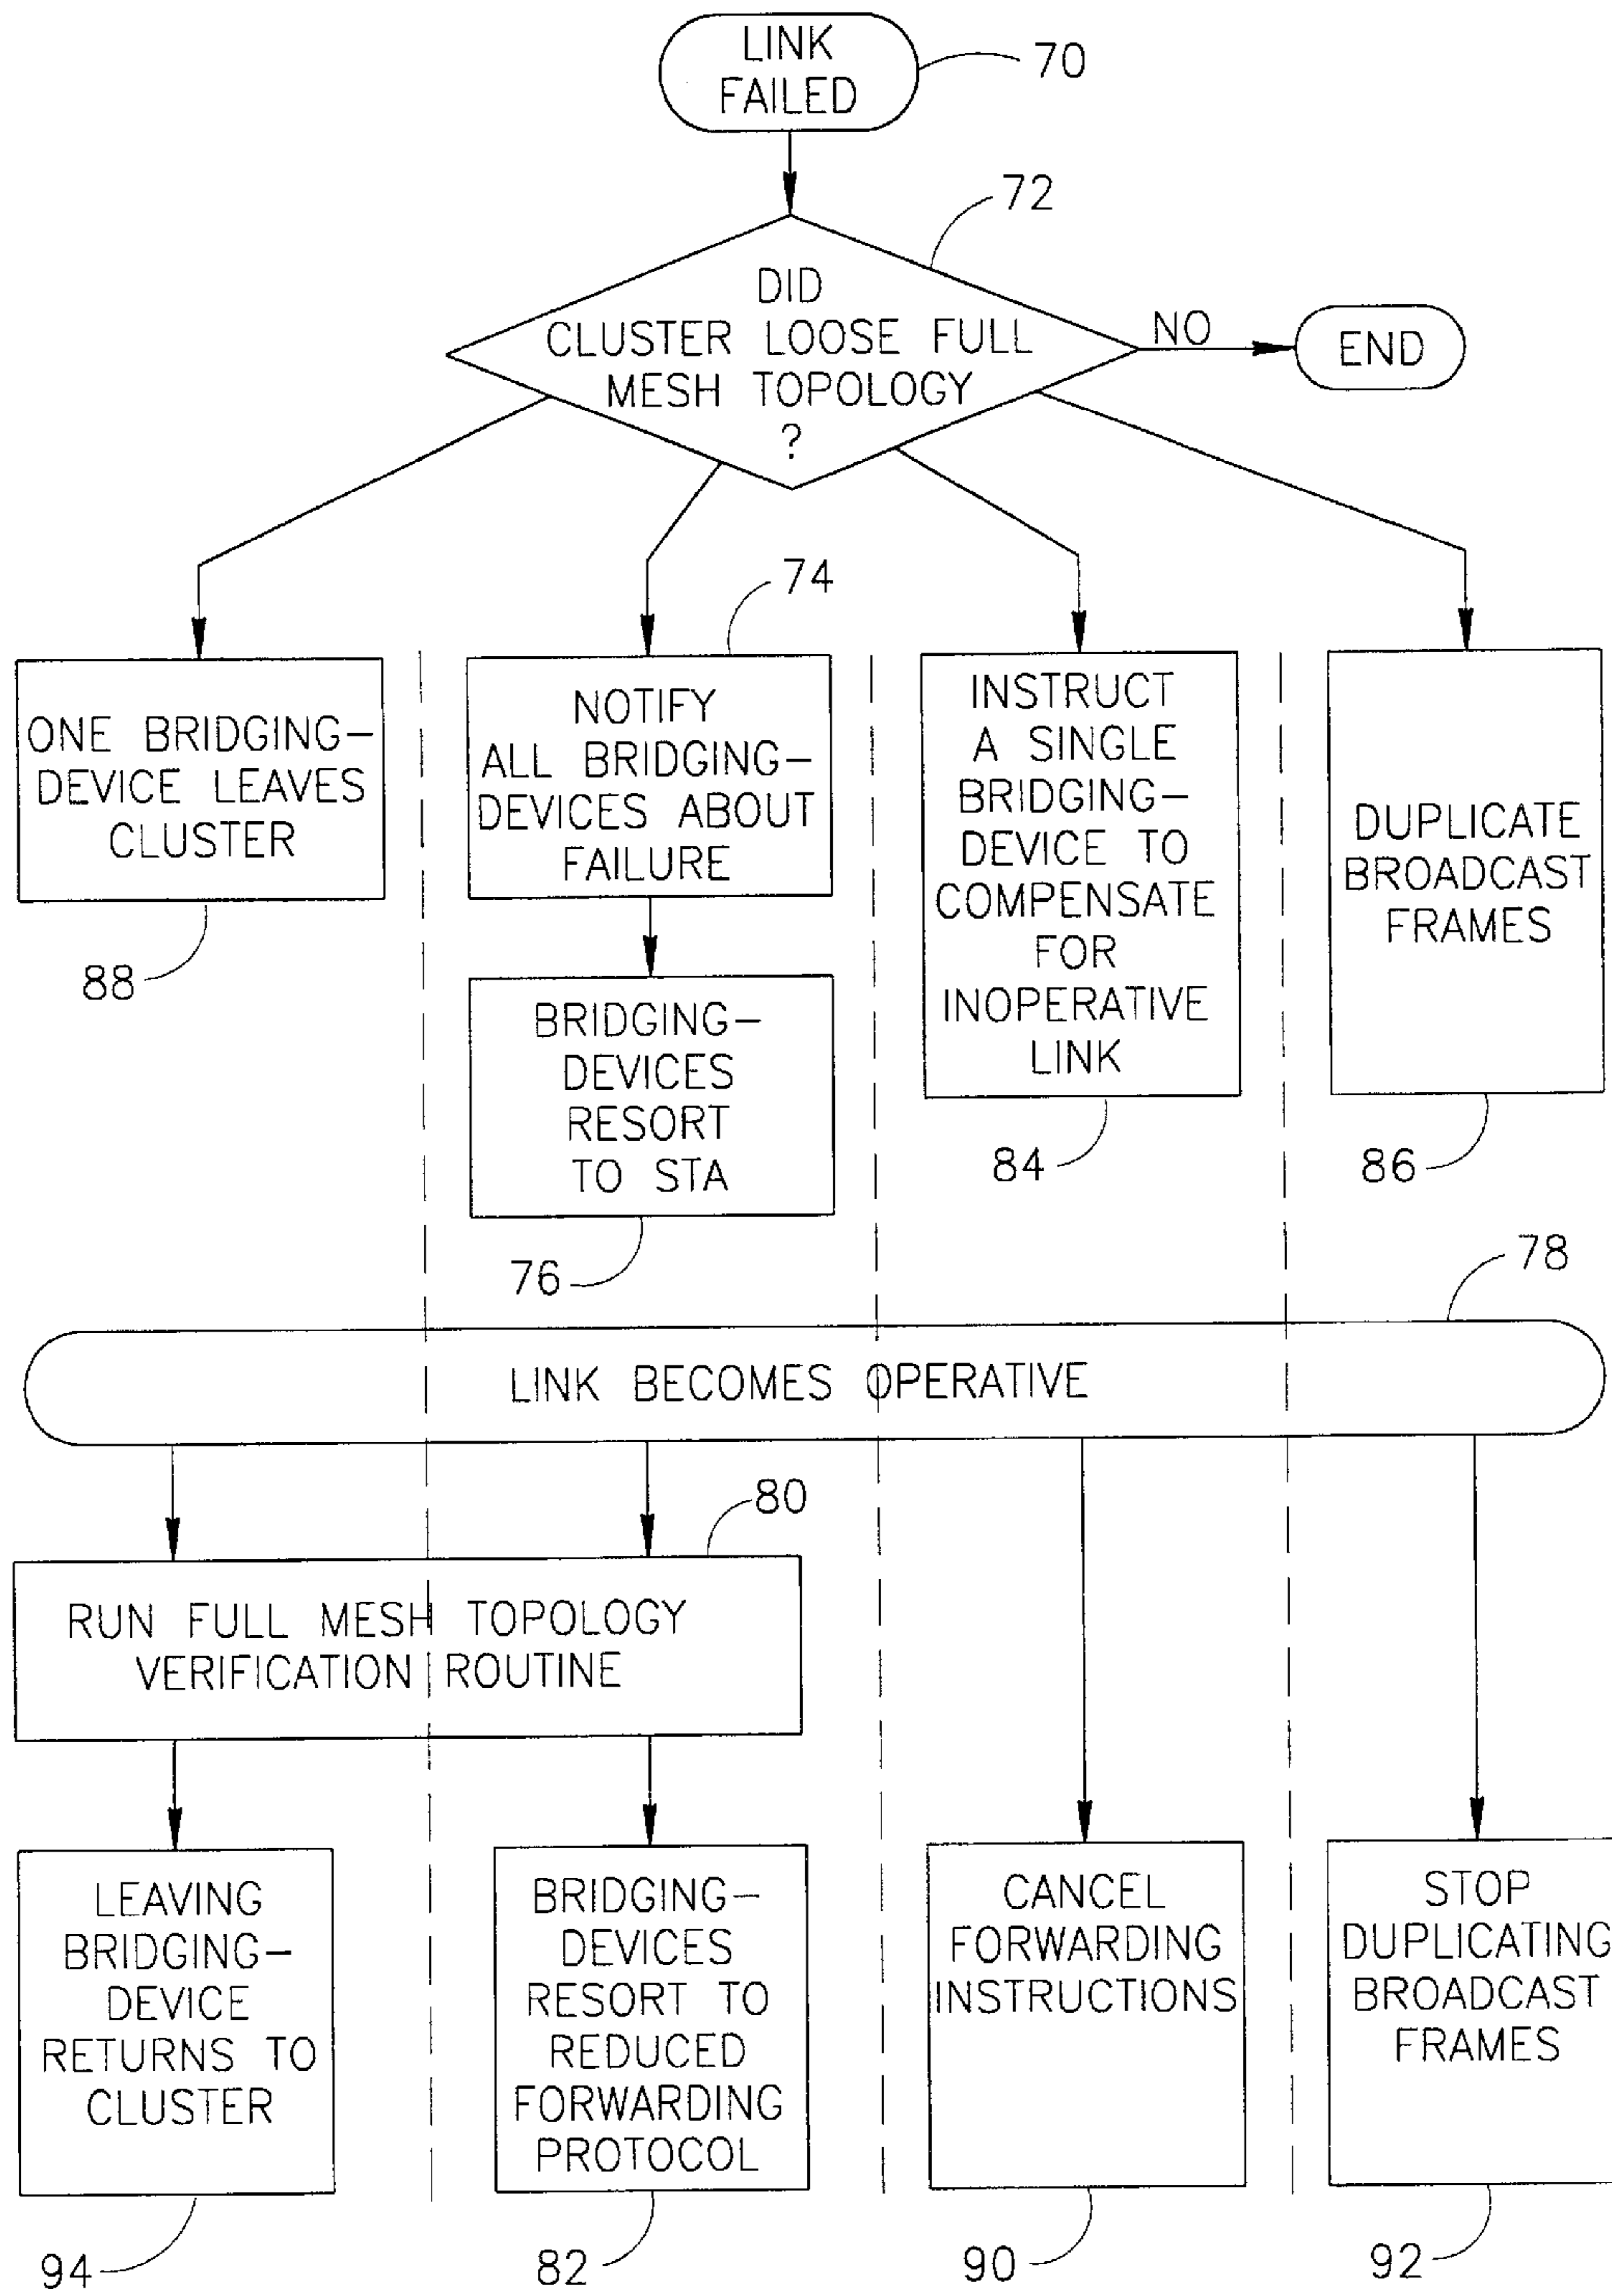 LINK
FAILED
70
72
DID
CLUSTER LOOSE FULL
MESH TOPOLOGY
?
NO
END
74
ONE BRIDGING-
DEVICE LEAVES
CLUSTER
88
NOTIFY
ALL BRIDGING-
DEVICES ABOUT
FAILURE
BRIDGING-
DEVICES
RESORT
TO STA
76
INSTRUCT
A SINGLE
BRIDGING-
DEVICE TO
COMPENSATE
FOR
INOPERATIVE
LINK
84
DUPLICATE
BROADCAST
FRAMES
86
78
LINK BECOMES OPERATIVE
80
RUN FULL MESH TOPOLOGY
VERIFICATION ROUTINE
LEAVING
BRIDGING-
DEVICE
RETURNS TO
CLUSTER
94
BRIDGING-
DEVICES
RESORT TO
REDUCED
FORWARDING
PROTOCOL
82
CANCEL
FORWARDING
INSTRUCTIONS
90
STOP
DUPLICATING
BROADCAST
FRAMES
92